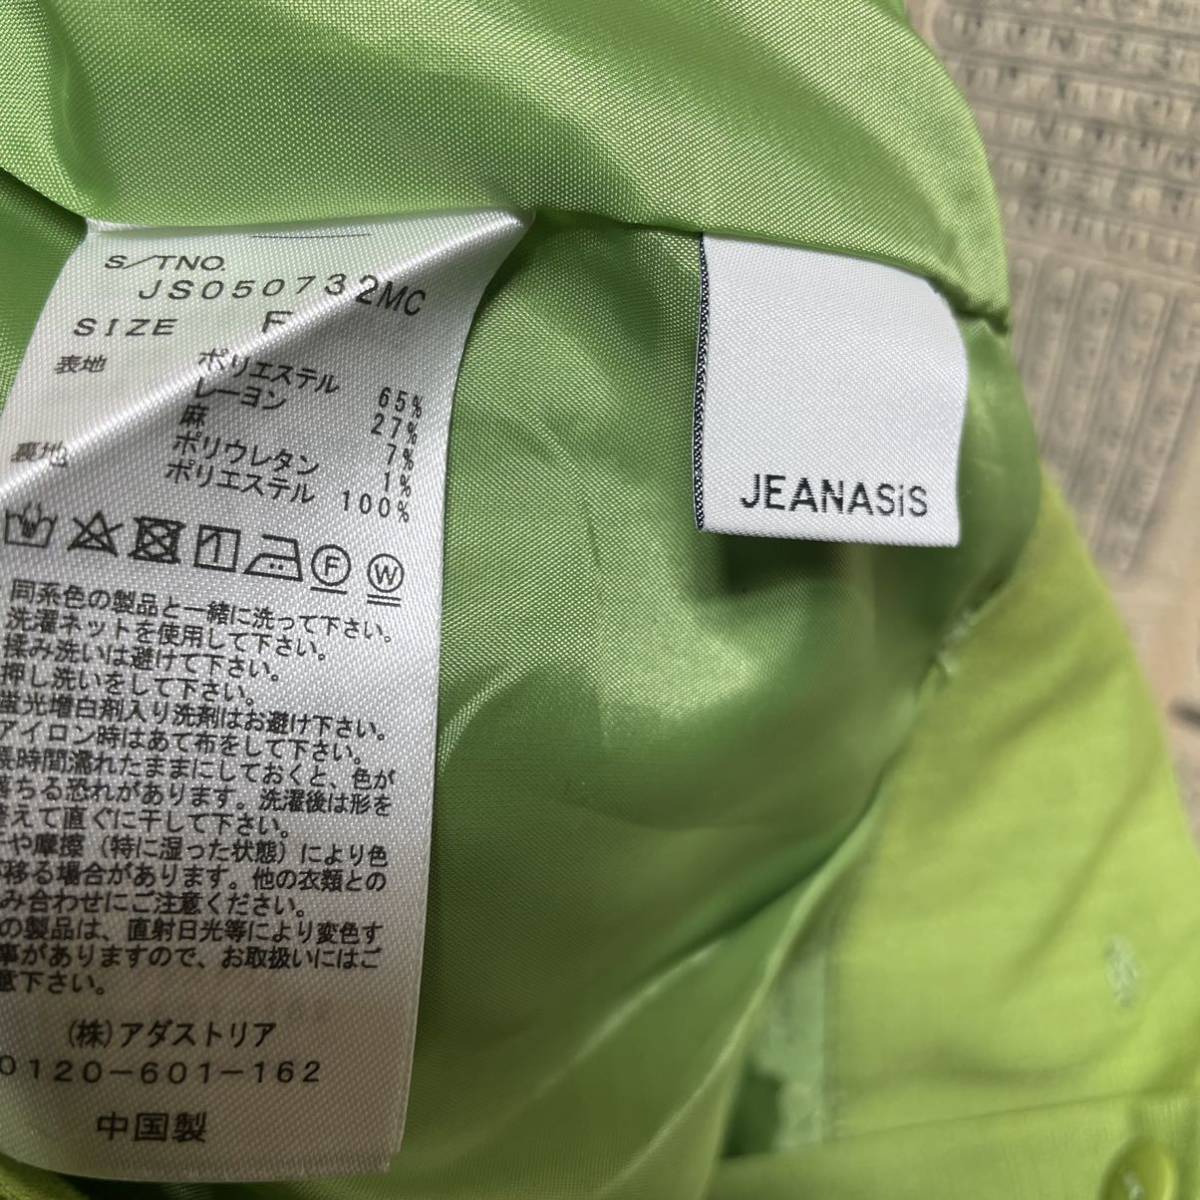 S/TNO.
JS050732MC
SIZE F
表地 ポリエステル 65%
レーヨン 27%
麻 7%
ポリウレタン 1%
裏地 ポリエステル 100%
F W
同系色の製品と一緒に洗って下さい。
洗濯ネットを使用して下さい。
揉み洗いは避けて下さい。
押し洗いをして下さい。
蛍光増白剤入り洗剤はお避け下さい。
アイロン時はあて布をして下さい。
長時間濡れたままにしておくと、色が
落ちる恐れがあります。洗濯後は形を
整えて直ぐに干して下さい。
や摩擦（特に湿った状態）により色
移る場合があります。他の衣類との
み合わせにご注意ください。
の製品は、直射日光等により変色す
事がありますので、お取扱いにはご
意下さい。
(株)アダストリア
0120-601-162
中国製
JEANASiS